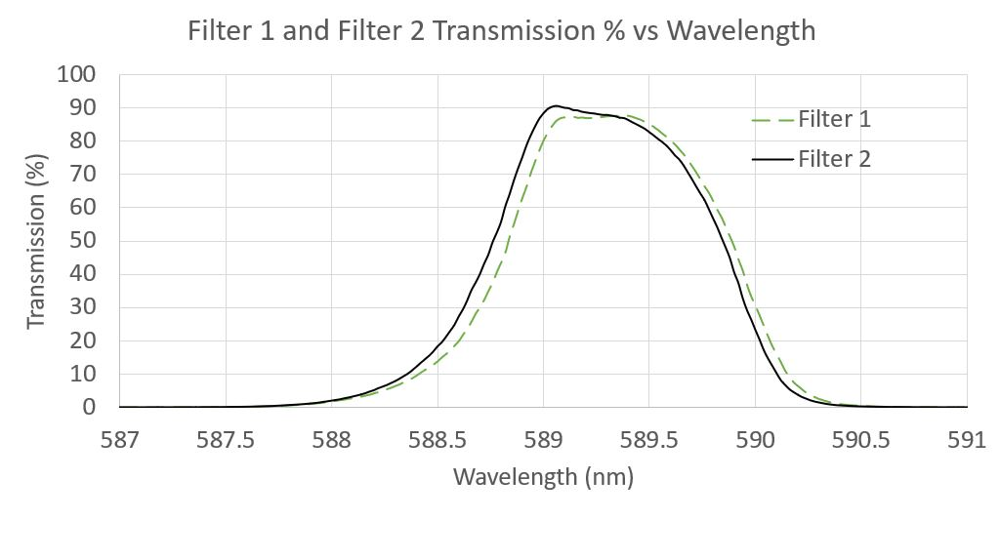 Filter 1 and Filter 2 Transmission % vs Wavelength
100
90
80
70
60
50
40
30
20
10
0
Transmission (%)
Filter 1
Filter 2
587 587.5 588 588.5 589 589.5 590 590.5 591
Wavelength (nm)